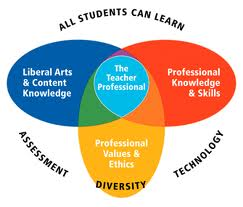 ALL STUDENTS CAN LEARN
Liberal Arts
& Content
Knowledge
The
Teacher
Professional
Professional
Knowledge
& Skills
Professional
Values &
Ethics
ASSESSMENT
DIVERSITY
TECHNOLOGY